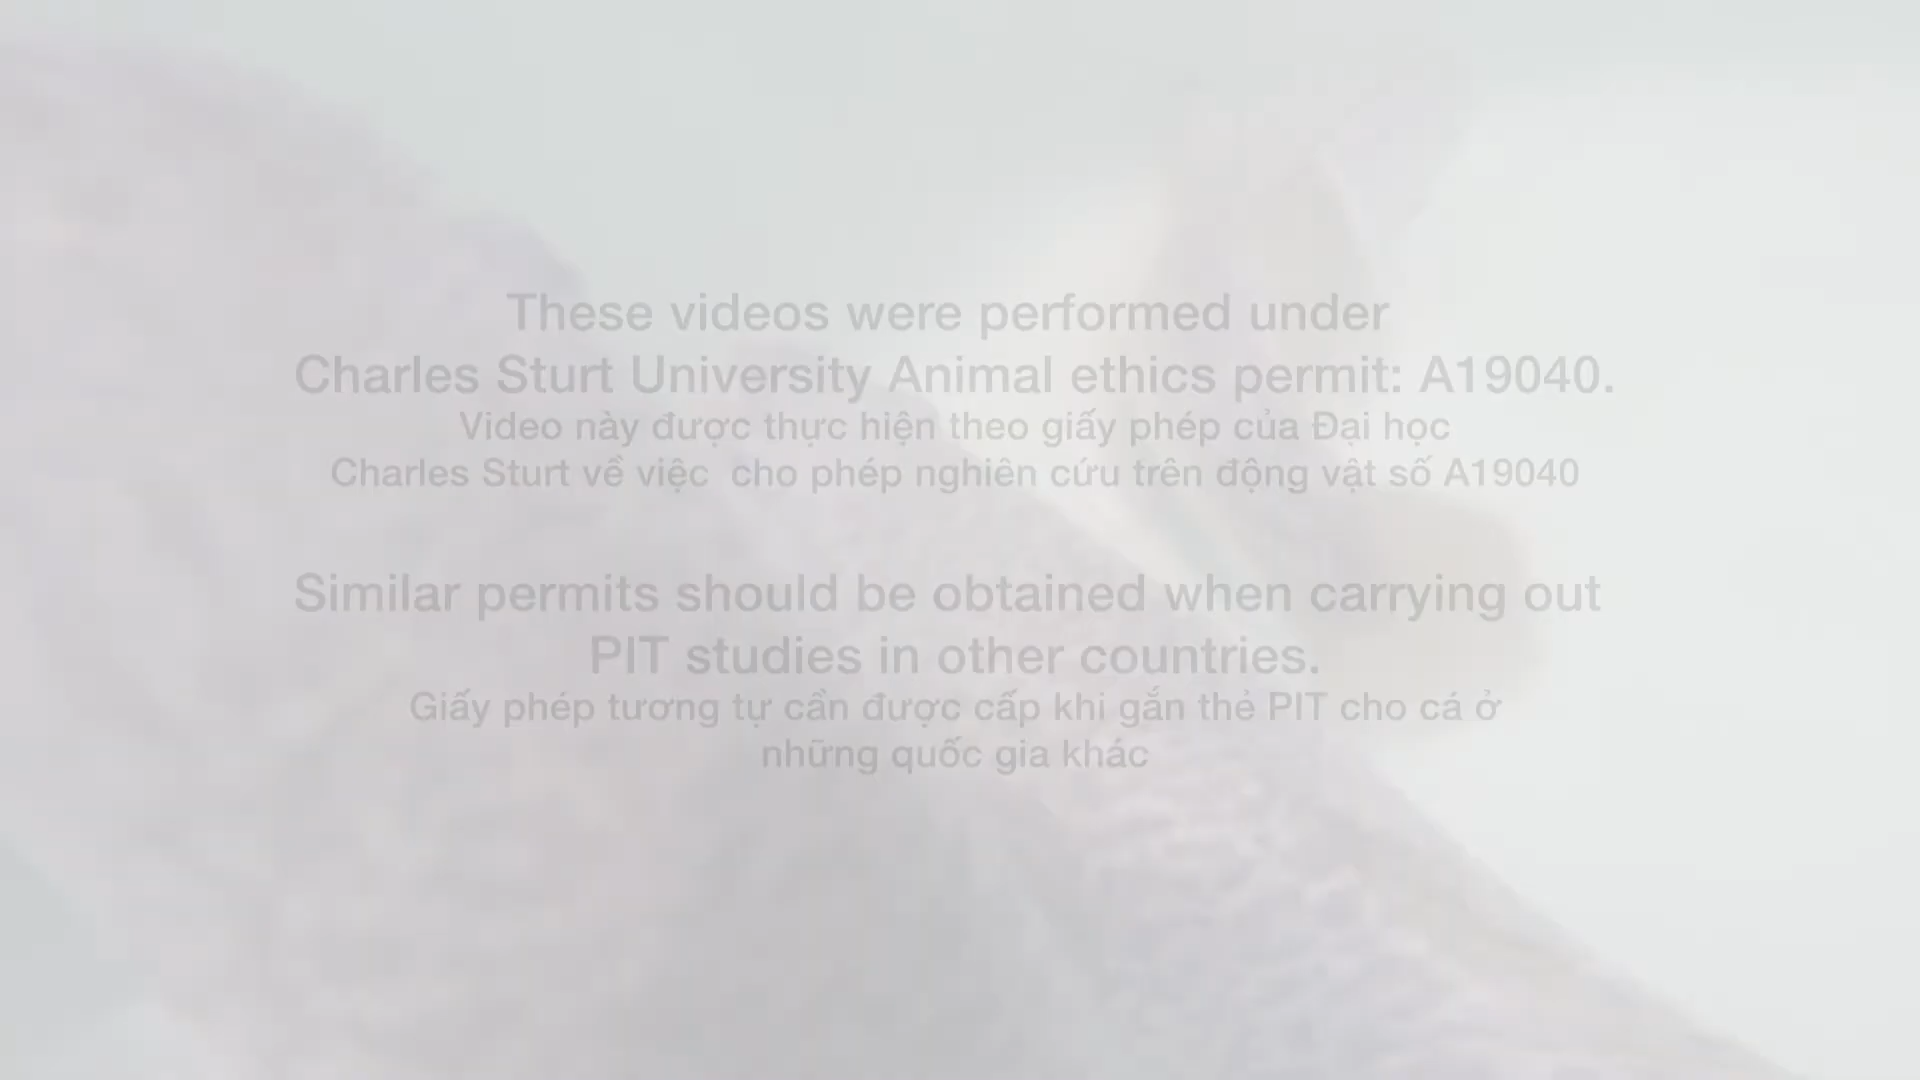 These videos were performed under
Charles Sturt University Animal ethics permit: A19040.
Video này được thực hiện theo giấy phép của Đại học
Charles Sturt về việc  cho phép nghiên cứu trên động vật số A19040
Similar permits should be obtained when carrying out
PIT studies in other countries.
Giấy phép tương tự cần được cấp khi gắn thẻ PIT cho cá ở
những quốc gia khác